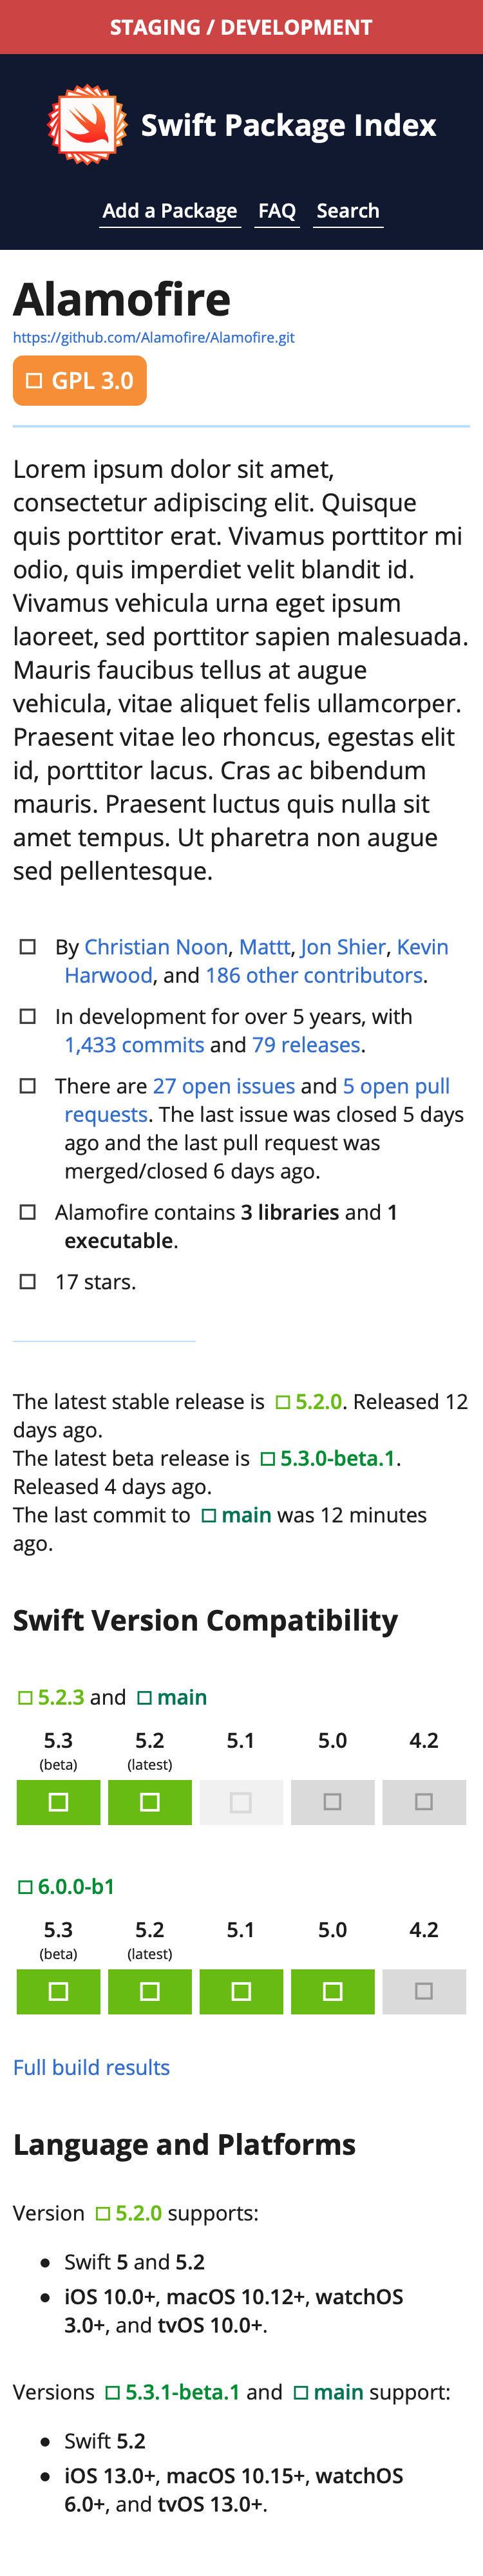 STAGING / DEVELOPMENT
Swift Package Index
Add a Package FAQ Search
Alamofire
https://github.com/Alamofire/Alamofire.git
GPL 3.0
Lorem ipsum dolor sit amet,
consectetur adipiscing elit. Quisque
quis porttitor erat. Vivamus porttitor mi
odio, quis imperdiet velit blandit id.
Vivamus vehicula urna eget ipsum
laoreet, sed porttitor sapien malesuada.
Mauris faucibus tellus at augue
vehicula, vitae aliquet felis ullamcorper.
Praesent vitae leo rhoncus, egestas elit
id, porttitor lacus. Cras ac bibendum
mauris. Praesent luctus quis nulla sit
amet tempus. Ut pharetra non augue
sed pellentesque.
By Christian Noon, Mattt, Jon Shier, Kevin
Harwood, and 186 other contributors.
In development for over 5 years, with
1,433 commits and 79 releases.
There are 27 open issues and 5 open pull
requests. The last issue was closed 5 days
ago and the last pull request was
merged/closed 6 days ago.
Alamofire contains 3 libraries and 1
executable.
17 stars.
The latest stable release is 5.2.0. Released 12
days ago.
The latest beta release is 5.3.0-beta.1.
Released 4 days ago.
The last commit to main was 12 minutes
ago.
Swift Version Compatibility
5.2.3 and main
5.3 5.2 5.1 5.0 4.2
(beta) (latest)
6.0.0-b1
5.3 5.2 5.1 5.0 4.2
(beta) (latest)
Full build results
Language and Platforms
Version 5.2.0 supports:
• Swift 5 and 5.2
• iOS 10.0+, macOS 10.12+, watchOS
3.0+, and tvOS 10.0+.
Versions 5.3.1-beta.1 and main support:
• Swift 5.2
• iOS 13.0+, macOS 10.15+, watchOS
6.0+, and tvOS 13.0+.